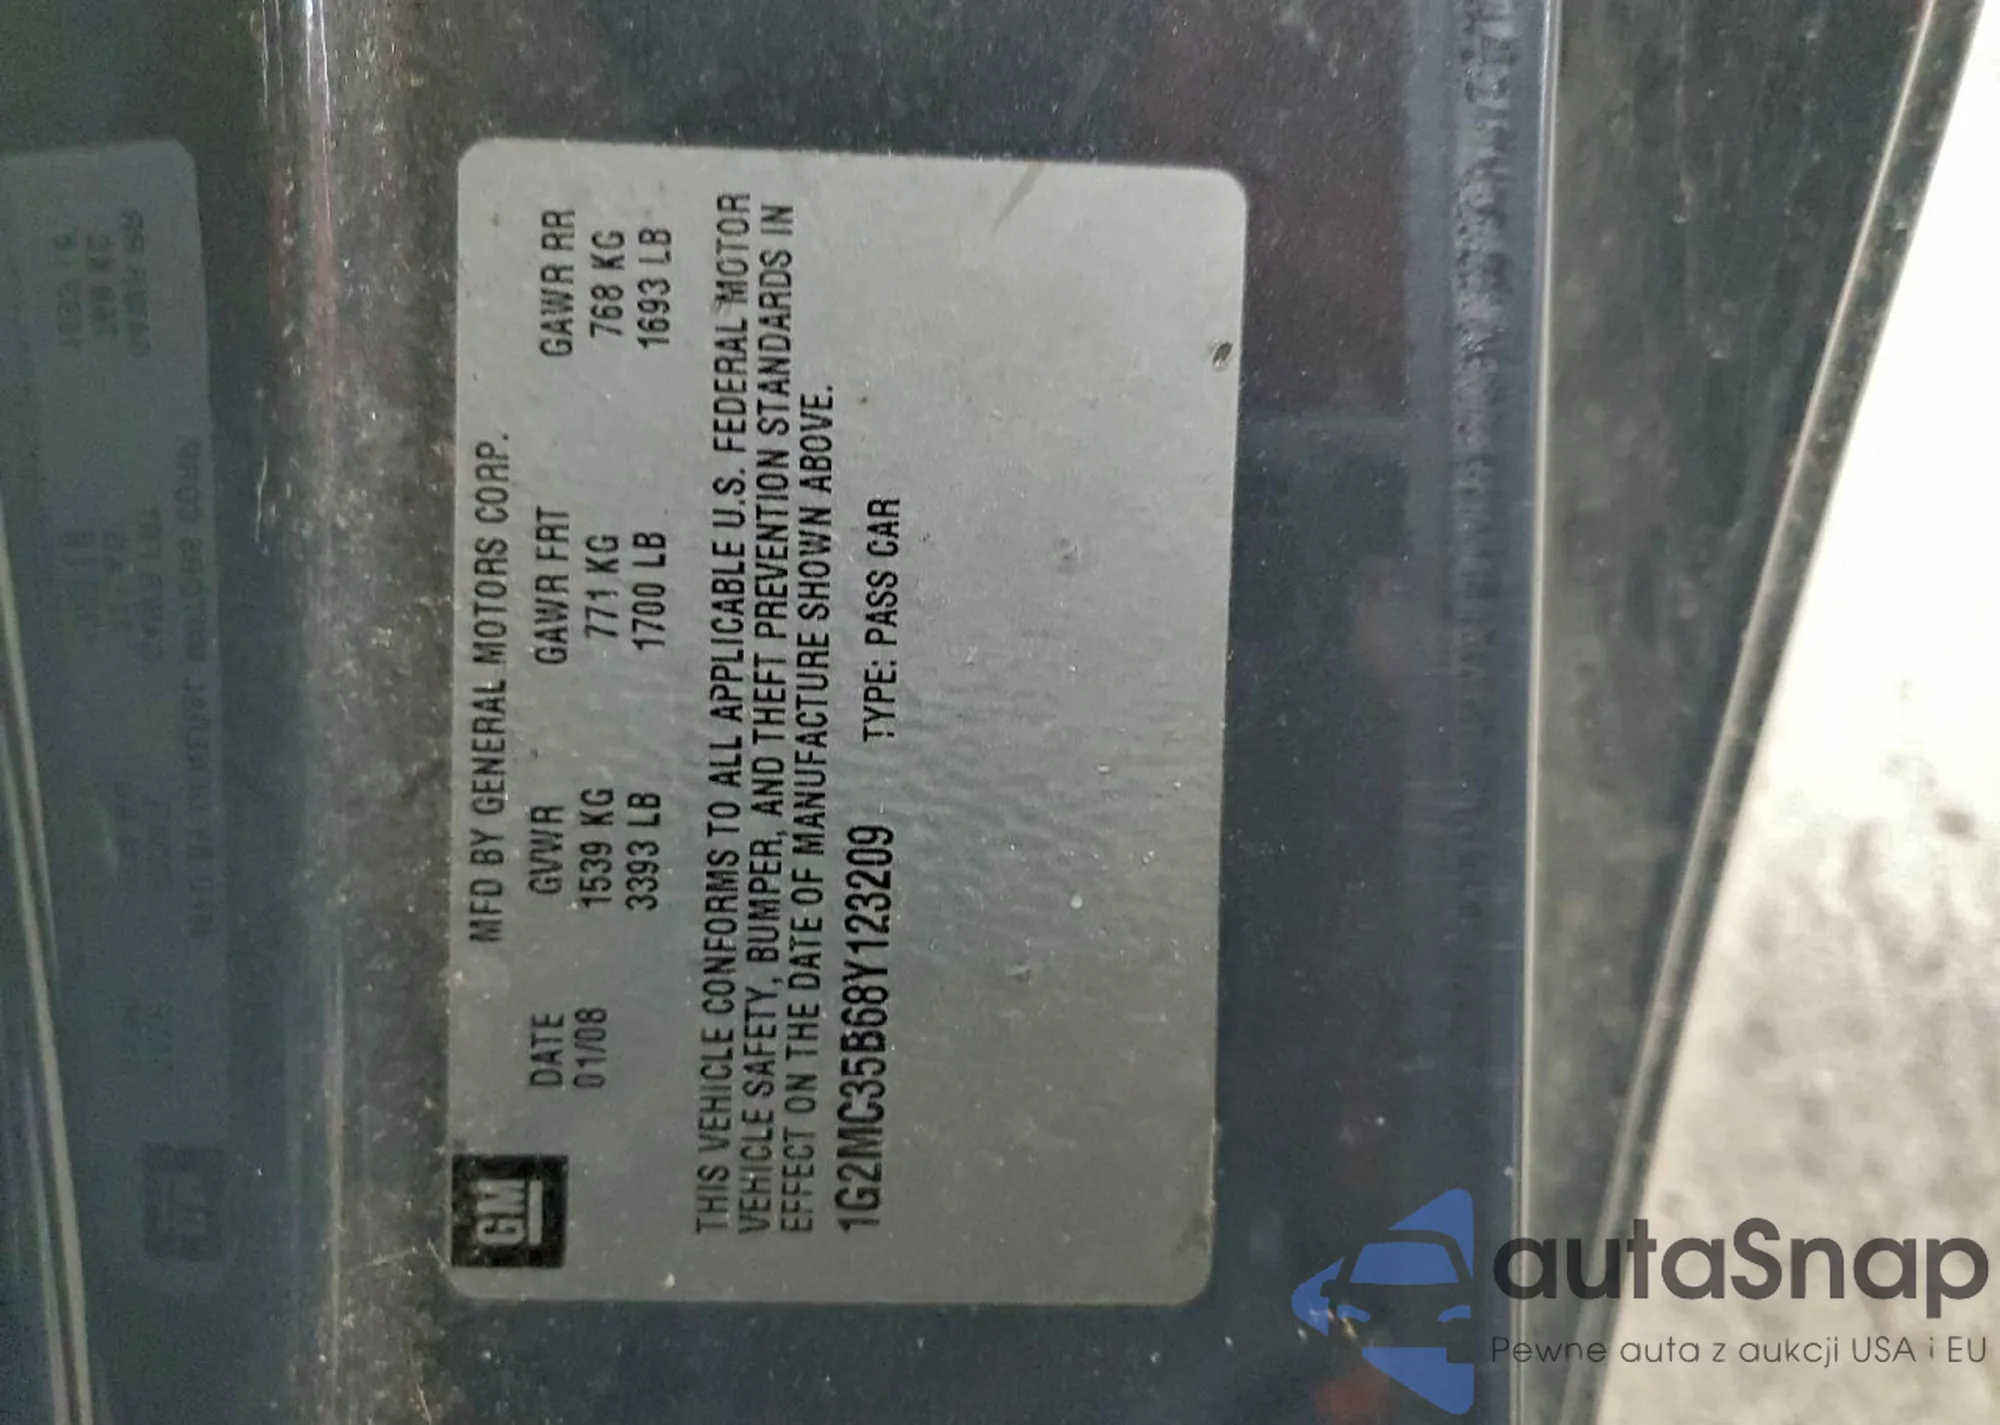 GM
MFD BY GENERAL MOTORS CORP.
DATE GVWR GAWR FRT GAWR RR
01/08 1539 KG 771 KG 768 KG
3393 LB 1700 LB 1693 LB
THIS VEHICLE CONFORMS TO ALL APPLICABLE U.S. FEDERAL MOTOR
VEHICLE SAFETY, BUMPER, AND THEFT PREVENTION STANDARDS IN
EFFECT ON THE DATE OF MANUFACTURE SHOWN ABOVE.
1G2MC35B68Y123209 TYPE: PASS CAR
autaSnap
Pewne auta z aukcji USA i EU